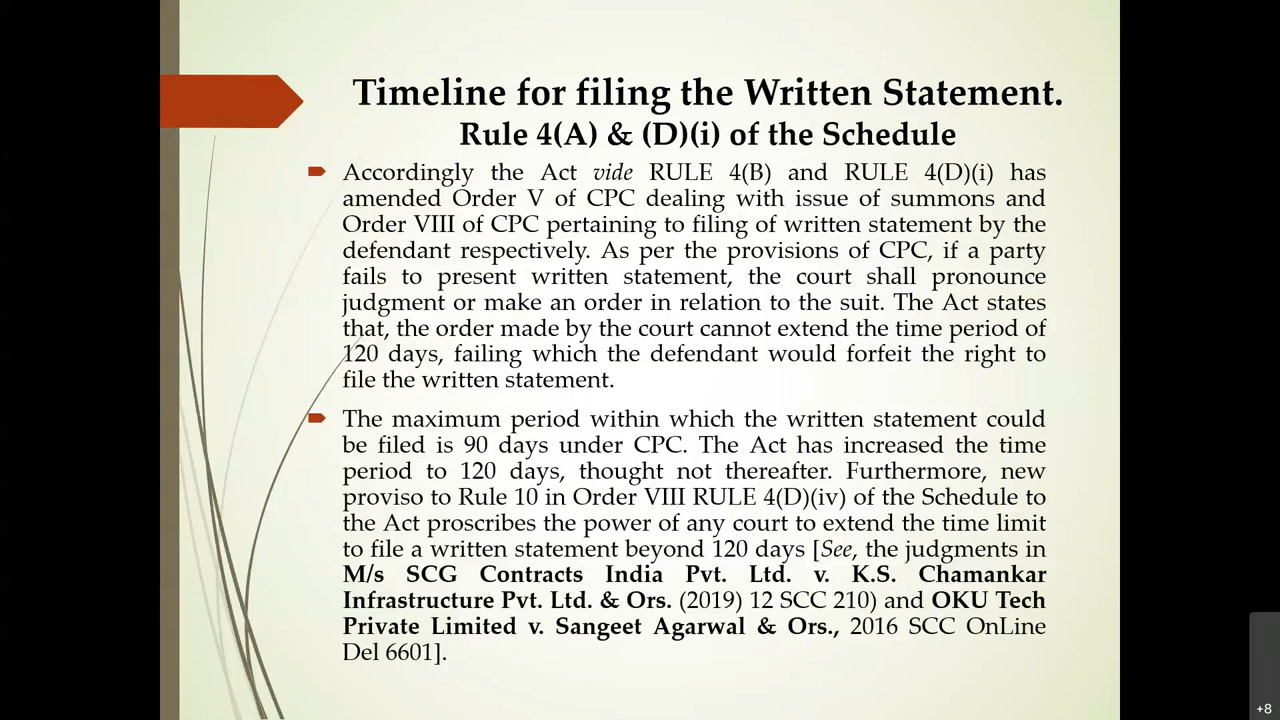 Timeline for filing the Written Statement.
Rule 4(A) & (D)(i) of the Schedule
Accordingly the Act vide RULE 4(B) and RULE 4(D)(i) has
amended Order V of CPC dealing with issue of summons and
Order VIII of CPC pertaining to filing of written statement by the
defendant respectively. As per the provisions of CPC, if a party
fails to present written statement, the court shall pronounce
judgment or make an order in relation to the suit. The Act states
that, the order made by the court cannot extend the time period of
120 days, failing which the defendant would forfeit the right to
file the written statement.
The maximum period within which the written statement could
be filed is 90 days under CPC. The Act has increased the time
period to 120 days, thought not thereafter. Furthermore, new
proviso to Rule 10 in Order VIII RULE 4(D)(iv) of the Schedule to
the Act proscribes the power of any court to extend the time limit
to file a written statement beyond 120 days [See, the judgments in
M/s SCG Contracts India Pvt. Ltd. v. K.S. Chamankar
Infrastructure Pvt. Ltd. & Ors. (2019) 12 SCC 210) and OKU Tech
Private Limited v. Sangeet Agarwal & Ors., 2016 SCC OnLine
Del 6601].
+8